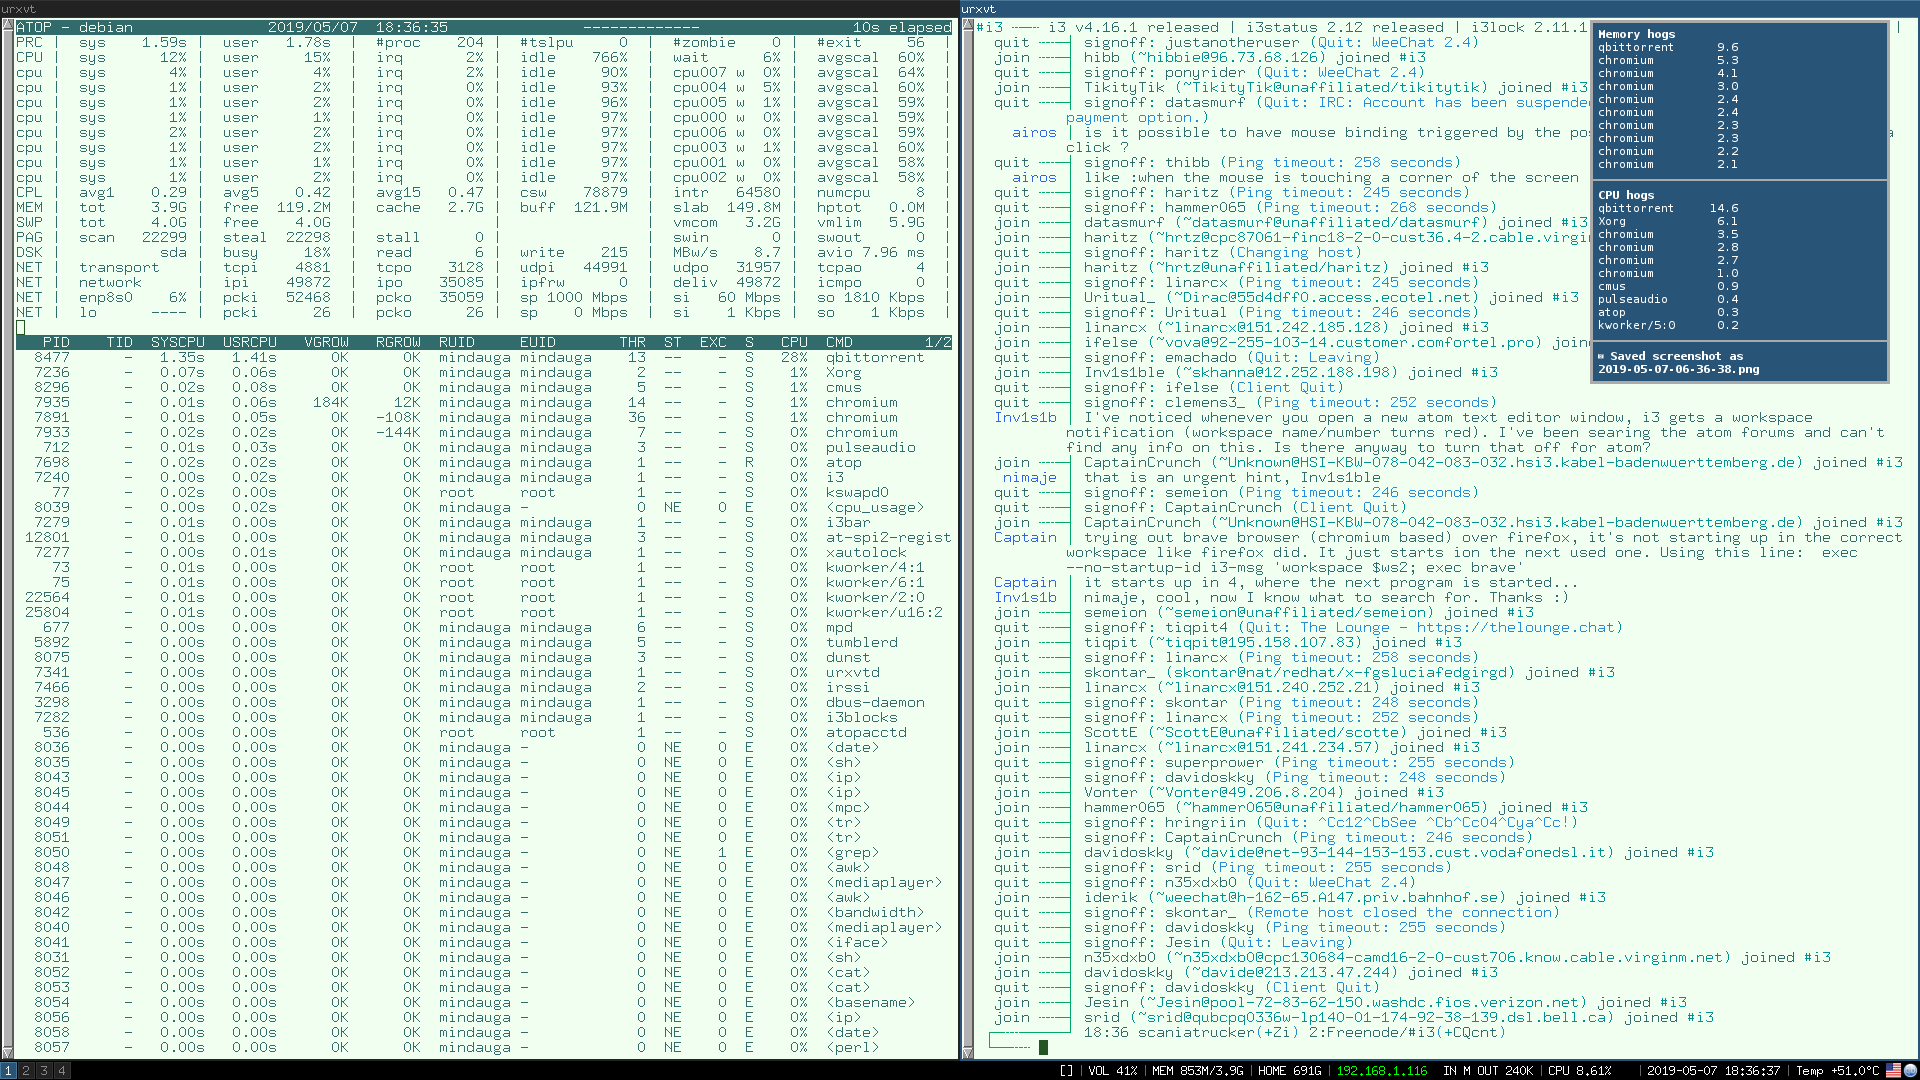 urxvt
ATOP - debian 2019/05/07 18:36:35 ------------- 10s elapsed
PRC | sys 1.59s | user 1.78s | #proc 204 | #tslpu 0 | #zombie 0 | #exit 56 |
CPU | sys 12% | user 15% | irq 2% | idle 766% | wait 6% | avgscal 60% |
cpu | sys 4% | user 4% | irq 2% | idle 90% | cpu007 w 0% | avgscal 64% |
cpu | sys 1% | user 2% | irq 0% | idle 93% | cpu004 w 5% | avgscal 60% |
cpu | sys 1% | user 2% | irq 0% | idle 96% | cpu005 w 1% | avgscal 59% |
cpu | sys 1% | user 2% | irq 0% | idle 97% | cpu000 w 0% | avgscal 60% |
cpu | sys 2% | user 2% | irq 0% | idle 97% | cpu006 w 0% | avgscal 59% |
cpu | sys 1% | user 2% | irq 0% | idle 97% | cpu003 w 1% | avgscal 60% |
cpu | sys 1% | user 1% | irq 0% | idle 97% | cpu001 w 0% | avgscal 58% |
cpu | sys 1% | user 2% | irq 0% | idle 97% | cpu002 w 0% | avgscal 58% |
CPL | avg1 0.29 | avg5 0.42 | avg15 0.47 | csw 78879 | intr 64580 | numcpu 8 |
MEM | tot 3.9G | free 119.2M | cache 2.7G | buff 121.9M | slab 149.8M | hptot 0.0M |
SWP | tot 4.0G | free 4.0G | | | vmcom 3.2G | vmlim 5.9G |
PAG | scan 22299 | steal 22298 | stall 0 | | swin 0 | swout 0 |
DSK | sda | busy 18% | read 6 | write 215 | MBw/s 8.7 | avio 7.96 ms |
NET | transport | tcpi 4881 | tcpo 3128 | udpi 44991 | udpo 31957 | tcpao 4 |
NET | network | ipi 49872 | ipo 35085 | ipfrw 0 | deliv 49872 | icmpo 0 |
NET | enp8s0 6% | pcki 52468 | pcko 35059 | sp 1000 Mbps | si 60 Mbps | so 1810 Kbps |
NET | lo ---- | pcki 26 | pcko 26 | sp 0 Mbps | si 1 Kbps | so 1 Kbps |
PID TID SYSCPU USRCPU VGROW RGROW RUID EUID THR ST EXC S CPU CMD 1/2
8477 - 1.35s 1.41s 0K 0K mindauga mindauga 13 -- - S 28% qbittorrent
7236 - 0.07s 0.06s 0K 0K mindauga mindauga 2 -- - S 1% Xorg
8296 - 0.02s 0.08s 0K 0K mindauga mindauga 5 -- - S 1% cmus
7935 - 0.01s 0.06s 184K 12K mindauga mindauga 14 -- - S 1% chromium
7891 - 0.01s 0.05s 0K -108K mindauga mindauga 36 -- - S 1% chromium
7933 - 0.02s 0.02s 0K -144K mindauga mindauga 7 -- - S 0% chromium
712 - 0.01s 0.03s 0K 0K mindauga mindauga 3 -- - S 0% pulseaudio
7698 - 0.02s 0.02s 0K 0K mindauga mindauga 1 -- - R 0% atop
7240 - 0.00s 0.02s 0K 0K mindauga mindauga 1 -- - S 0% i3
77 - 0.02s 0.00s 0K 0K root root 1 -- - S 0% kswapd0
8039 - 0.00s 0.02s 0K 0K mindauga - 0 NE 0 E 0% <cpu_usage>
7279 - 0.01s 0.00s 0K 0K mindauga mindauga 1 -- - S 0% i3bar
12801 - 0.01s 0.00s 0K 0K mindauga mindauga 3 -- - S 0% at-spi2-regist
7277 - 0.00s 0.01s 0K 0K mindauga mindauga 1 -- - S 0% xautolock
73 - 0.01s 0.00s 0K 0K root root 1 -- - S 0% kworker/4:1
75 - 0.01s 0.00s 0K 0K root root 1 -- - S 0% kworker/6:1
22564 - 0.01s 0.00s 0K 0K root root 1 -- - S 0% kworker/2:0
25804 - 0.01s 0.00s 0K 0K root root 1 -- - S 0% kworker/u16:2
677 - 0.00s 0.00s 0K 0K mindauga mindauga 6 -- - S 0% mpd
5892 - 0.00s 0.00s 0K 0K mindauga mindauga 5 -- - S 0% tumblerd
8075 - 0.00s 0.00s 0K 0K mindauga mindauga 3 -- - S 0% dunst
7341 - 0.00s 0.00s 0K 0K mindauga mindauga 1 -- - S 0% urxvtd
7466 - 0.00s 0.00s 0K 0K mindauga mindauga 2 -- - S 0% irssi
3298 - 0.00s 0.00s 0K 0K mindauga mindauga 1 -- - S 0% dbus-daemon
7282 - 0.00s 0.00s 0K 0K mindauga mindauga 1 -- - S 0% i3blocks
536 - 0.00s 0.00s 0K 0K root root 1 -- - S 0% atopacctd
8036 - 0.00s 0.00s 0K 0K mindauga - 0 NE 0 E 0% <date>
8035 - 0.00s 0.00s 0K 0K mindauga - 0 NE 0 E 0% <sh>
8043 - 0.00s 0.00s 0K 0K mindauga - 0 NE 0 E 0% <ip>
8045 - 0.00s 0.00s 0K 0K mindauga - 0 NE 0 E 0% <ip>
8044 - 0.00s 0.00s 0K 0K mindauga - 0 NE 0 E 0% <mpc>
8049 - 0.00s 0.00s 0K 0K mindauga - 0 NE 0 E 0% <tr>
8051 - 0.00s 0.00s 0K 0K mindauga - 0 NE 0 E 0% <tr>
8050 - 0.00s 0.00s 0K 0K mindauga - 0 NE 1 E 0% <grep>
8048 - 0.00s 0.00s 0K 0K mindauga - 0 NE 0 E 0% <awk>
8047 - 0.00s 0.00s 0K 0K mindauga - 0 NE 0 E 0% <mediaplayer>
8046 - 0.00s 0.00s 0K 0K mindauga - 0 NE 0 E 0% <awk>
8042 - 0.00s 0.00s 0K 0K mindauga - 0 NE 0 E 0% <bandwidth>
8040 - 0.00s 0.00s 0K 0K mindauga - 0 NE 0 E 0% <mediaplayer>
8041 - 0.00s 0.00s 0K 0K mindauga - 0 NE 0 E 0% <iface>
8031 - 0.00s 0.00s 0K 0K mindauga - 0 NE 0 E 0% <sh>
8052 - 0.00s 0.00s 0K 0K mindauga - 0 NE 0 E 0% <cat>
8053 - 0.00s 0.00s 0K 0K mindauga - 0 NE 0 E 0% <cat>
8054 - 0.00s 0.00s 0K 0K mindauga - 0 NE 0 E 0% <basename>
8056 - 0.00s 0.00s 0K 0K mindauga - 0 NE 0 E 0% <ip>
8058 - 0.00s 0.00s 0K 0K mindauga - 0 NE 0 E 0% <date>
8057 - 0.00s 0.00s 0K 0K mindauga - 0 NE 0 E 0% <perl>
urxvt
#i3 --- i3 v4.16.1 released | i3status 2.12 released | i3lock 2.11.1 |
quit --- signoff: justanotheruser (Quit: WeeChat 2.4)
join --- hibb (~hibbie@96.73.68.126) joined #i3
quit --- signoff: ponyrider (Quit: WeeChat 2.4)
join --- TikityTik (~TikityTik@unaffiliated/tikitytik) joined #i3
quit --- signoff: datasmurf (Quit: IRC: Account has been suspende
payment option.)
airos | is it possible to have mouse binding triggered by the po a
click ?
quit --- signoff: thibb (Ping timeout: 258 seconds)
airos | like :when the mouse is touching a corner of the screen
quit --- signoff: haritz (Ping timeout: 245 seconds)
quit --- signoff: hammer065 (Ping timeout: 268 seconds)
join --- datasmurf (~datasmurf@unaffiliated/datasmurf) joined #i3
join --- haritz (~hrtz@cpc87061-finc18-2-0-cust36.4-2.cable.virgi
quit --- signoff: haritz (Changing host)
join --- haritz (~hrtz@unaffiliated/haritz) joined #i3
quit --- signoff: linarcx (Ping timeout: 245 seconds)
join --- Uritual_ (~Dirac@55d4dff0.access.ecotel.net) joined #i3
quit --- signoff: Uritual (Ping timeout: 246 seconds)
join --- linarcx (~linarcx@151.242.185.128) joined #i3
join --- ifelse (~vova@92-255-103-14.customer.comfortel.pro) joine
quit --- signoff: emachado (Quit: Leaving)
join --- Inv1s1ble (~skhanna@12.252.188.198) joined #i3
quit --- signoff: ifelse (Client Quit)
quit --- signoff: clemens3_ (Ping timeout: 252 seconds)
Inv1s1b | I've noticed whenever you open a new atom text editor window, i3 gets a workspace
notification (workspace name/number turns red). I've been searing the atom forums and can't
find any info on this. Is there anyway to turn that off for atom?
join --- CaptainCrunch (~Unknown@HSI-KBW-078-042-083-032.hsi3.kabel-badenwuerttemberg.de) joined #i3
nimaje | that is an urgent hint, Inv1s1ble
quit --- signoff: semeion (Ping timeout: 246 seconds)
quit --- signoff: CaptainCrunch (Client Quit)
join --- CaptainCrunch (~Unknown@HSI-KBW-078-042-083-032.hsi3.kabel-badenwuerttemberg.de) joined #i3
Captain | trying out brave browser (chromium based) over firefox, it's not starting up in the correct
workspace like firefox did. It just starts ion the next used one. Using this line:  exec
--no-startup-id i3-msg 'workspace $ws2; exec brave'
Captain | it starts up in 4, where the next program is started...
Inv1s1b | nimaje, cool, now I know what to search for. Thanks :)
join --- semeion (~semeion@unaffiliated/semeion) joined #i3
quit --- signoff: tiqpit4 (Quit: The Lounge - https://thelounge.chat)
join --- tiqpit (~tiqpit@195.158.107.83) joined #i3
quit --- signoff: linarcx (Ping timeout: 258 seconds)
join --- skontar_ (skontar@nat/redhat/x-fgsluciafedgirgd) joined #i3
join --- linarcx (~linarcx@151.240.252.21) joined #i3
quit --- signoff: skontar (Ping timeout: 248 seconds)
quit --- signoff: linarcx (Ping timeout: 252 seconds)
join --- ScottE (~ScottE@unaffiliated/scotte) joined #i3
join --- linarcx (~linarcx@151.241.234.57) joined #i3
quit --- signoff: superprower (Ping timeout: 255 seconds)
quit --- signoff: davidoskky (Ping timeout: 248 seconds)
join --- Vonter (~Vonter@49.206.8.204) joined #i3
join --- hammer065 (~hammer065@unaffiliated/hammer065) joined #i3
quit --- signoff: hringriin (Quit: ^Cc12^CbSee ^Cb^Cc04^Cya^Cc!)
quit --- signoff: CaptainCrunch (Ping timeout: 246 seconds)
join --- davidoskky (~davide@net-93-144-153-153.cust.vodafonedsl.it) joined #i3
quit --- signoff: srid (Ping timeout: 255 seconds)
quit --- signoff: n35xdxb0 (Quit: WeeChat 2.4)
join --- iderik (~weechat@h-162-65.A147.priv.bahnhof.se) joined #i3
quit --- signoff: skontar_ (Remote host closed the connection)
quit --- signoff: davidoskky (Ping timeout: 255 seconds)
quit --- signoff: Jesin (Quit: Leaving)
join --- n35xdxb0 (~n35xdxb0@cpc130684-camd16-2-0-cust706.know.cable.virginm.net) joined #i3
join --- davidoskky (~davide@213.213.47.244) joined #i3
quit --- signoff: davidoskky (Client Quit)
join --- Jesin (~Jesin@pool-72-83-62-150.washdc.fios.verizon.net) joined #i3
join --- srid (~srid@qubcpq0336w-lp140-01-174-92-38-139.dsl.bell.ca) joined #i3
18:36 scaniatrucker(+Zi) 2:Freenode/#i3(+CQcnt)
Memory hogs
qbittorrent 9.6
chromium 5.3
chromium 4.1
chromium 3.0
chromium 2.4
chromium 2.4
chromium 2.3
chromium 2.3
chromium 2.2
chromium 2.1
CPU hogs
qbittorrent 14.6
Xorg 6.1
chromium 3.5
chromium 2.8
chromium 2.7
chromium 1.0
cmus 0.9
pulseaudio 0.4
atop 0.3
kworker/5:0 0.2
Saved screenshot as
2019-05-07-06-36-38.png
1 2 3 4
[] | VOL 41% | MEM 853M/3.9G | HOME 691G | 192.168.1.116 IN M OUT 240K | CPU 8.61% | 2019-05-07 18:36:37 | Temp +51.0°C